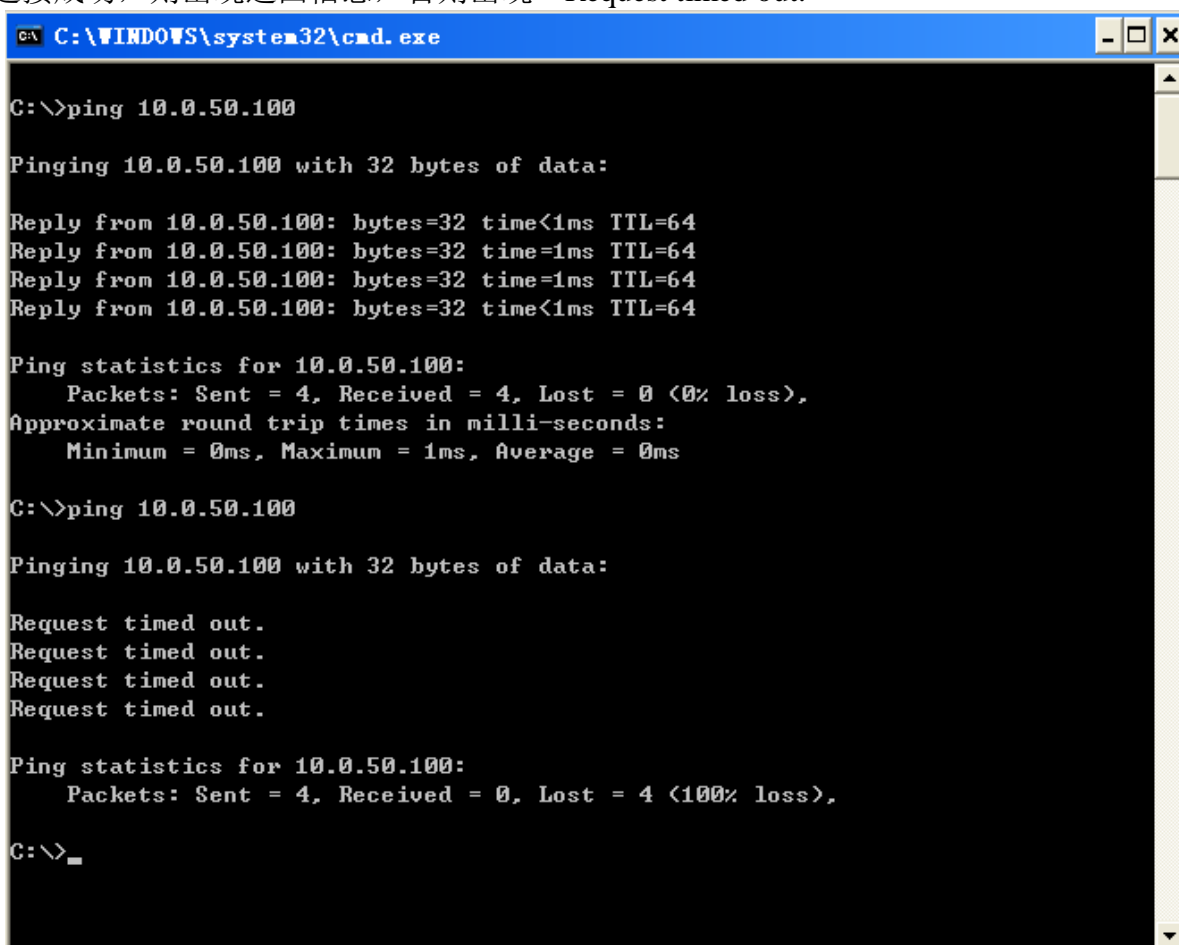 Request timed out.
C:\WINDOWS\system32\cmd.exe
C:\>ping 10.0.50.100
Pinging 10.0.50.100 with 32 bytes of data:
Reply from 10.0.50.100: bytes=32 time<1ms TTL=64
Reply from 10.0.50.100: bytes=32 time=1ms TTL=64
Reply from 10.0.50.100: bytes=32 time=1ms TTL=64
Reply from 10.0.50.100: bytes=32 time<1ms TTL=64
Ping statistics for 10.0.50.100:
Packets: Sent = 4, Received = 4, Lost = 0 (0% loss),
Approximate round trip times in milli-seconds:
Minimum = 0ms, Maximum = 1ms, Average = 0ms
C:\>ping 10.0.50.100
Pinging 10.0.50.100 with 32 bytes of data:
Request timed out.
Request timed out.
Request timed out.
Request timed out.
Ping statistics for 10.0.50.100:
Packets: Sent = 4, Received = 0, Lost = 4 (100% loss),
C:\>_